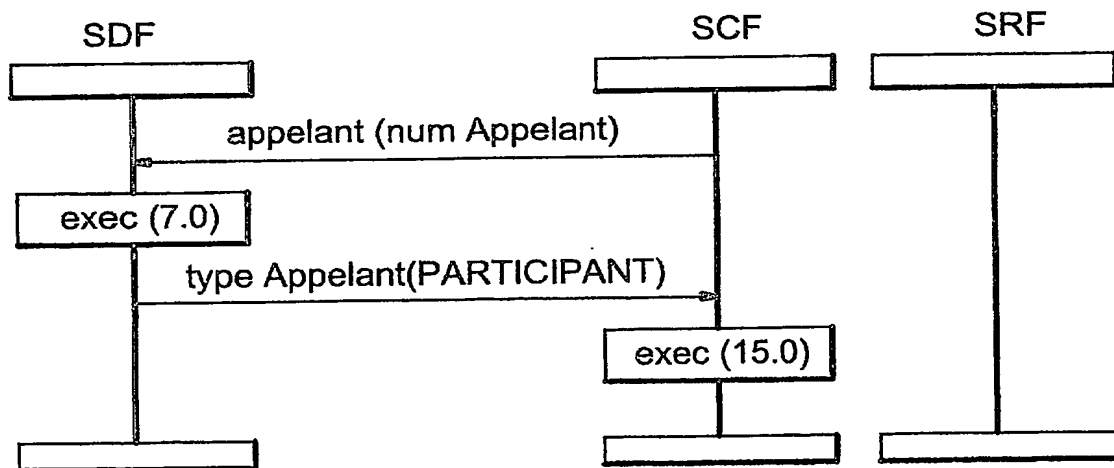 SDF
SCF
SRF
appelant (num Appelant)
exec (7.0)
type Appelant(PARTICIPANT)
exec (15.0)